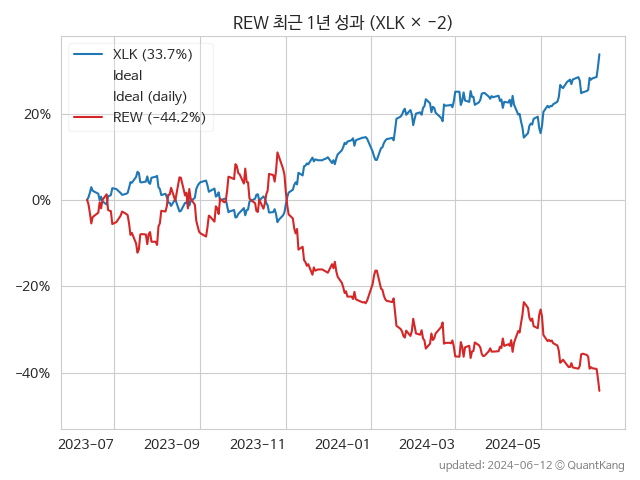 REW 최근 1년 성과 (XLK × −2)
XLK (33.7%)
Ideal
Ideal (daily)
REW (−44.2%)
20%
0%
−20%
−40%
2023-07 2023-09 2023-11 2024-01 2024-03 2024-05
updated: 2024-06-12 © QuantKang